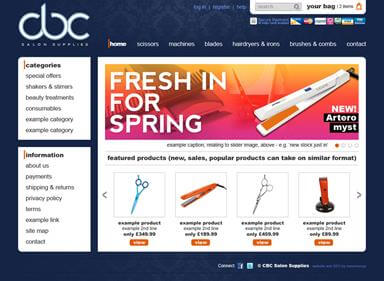 cbc
SALON SUPPLIES
log in | register | help
search
your bag / 2 items
home
scissors
machines
blades
hairdryers & irons
brushes & combs
contact
categories
special offers
shakers & stirrers
beauty treatments
consumables
example category
example category
information
about us
payments
shipping & returns
privacy policy
terms
example link
site map
contact
FRESH IN
FOR
SPRING
NEW!
Artero
myst
example caption, relating to slider image, above - e.g. 'new stock just in'
featured products (new, sales, popular products can take on similar format)
example product
example 2nd line
only £349.99
view
example product
example 2nd line
only £189.99
view
example product
example 2nd line
only £459.99
view
example product
example 2nd line
only £89.99
view
Connect:
© CBC Salon Supplies